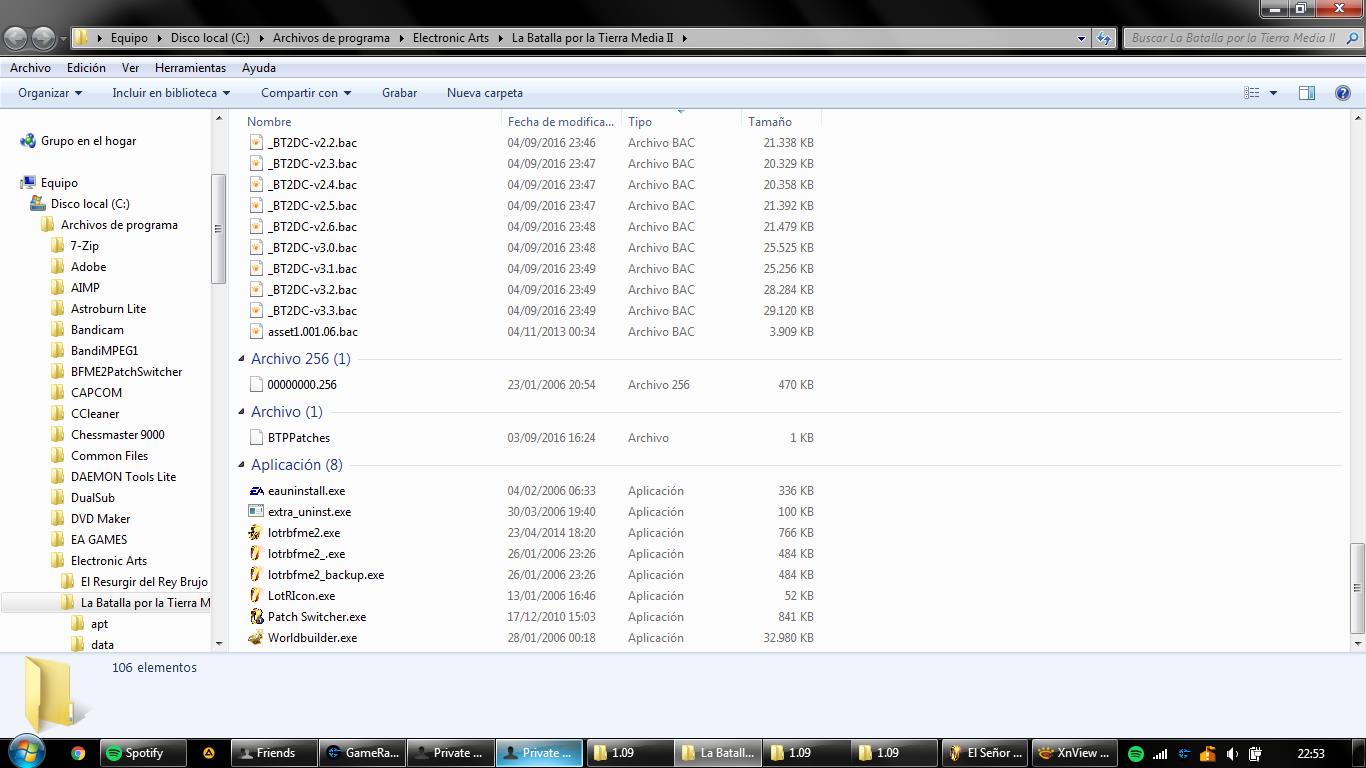 Equipo Disco local (C:) Archivos de programa Electronic Arts La Batalla por la Tierra Media II
Buscar La Batalla por la Tierra Media II
Archivo Edición Ver Herramientas Ayuda
Organizar Incluir en biblioteca Compartir con Grabar Nueva carpeta
Grupo en el hogar
Equipo
Disco local (C:)
Archivos de programa
7-Zip
Adobe
AIMP
Astroburn Lite
Bandicam
BandiMPEG1
BFME2PatchSwitcher
CAPCOM
CCleaner
Chessmaster 9000
Common Files
DAEMON Tools Lite
DualSub
DVD Maker
EA GAMES
Electronic Arts
El Resurgir del Rey Brujo
La Batalla por la Tierra M
apt
data
Nombre Fecha de modifica... Tipo Tamaño
_BT2DC-v2.2.bac 04/09/2016 23:46 Archivo BAC 21.338 KB
_BT2DC-v2.3.bac 04/09/2016 23:47 Archivo BAC 20.329 KB
_BT2DC-v2.4.bac 04/09/2016 23:47 Archivo BAC 20.358 KB
_BT2DC-v2.5.bac 04/09/2016 23:47 Archivo BAC 21.392 KB
_BT2DC-v2.6.bac 04/09/2016 23:48 Archivo BAC 21.479 KB
_BT2DC-v3.0.bac 04/09/2016 23:48 Archivo BAC 25.525 KB
_BT2DC-v3.1.bac 04/09/2016 23:49 Archivo BAC 25.256 KB
_BT2DC-v3.2.bac 04/09/2016 23:49 Archivo BAC 28.284 KB
_BT2DC-v3.3.bac 04/09/2016 23:49 Archivo BAC 29.120 KB
asset1.001.06.bac 04/11/2013 00:34 Archivo BAC 3.909 KB
Archivo 256 (1)
00000000.256 23/01/2006 20:54 Archivo 256 470 KB
Archivo (1)
BTPPatches 03/09/2016 16:24 Archivo 1 KB
Aplicación (8)
EA eauninstall.exe 04/02/2006 06:33 Aplicación 336 KB
extra_uninst.exe 30/03/2006 19:40 Aplicación 100 KB
lotrbfme2.exe 23/04/2014 18:20 Aplicación 766 KB
lotrbfme2_.exe 26/01/2006 23:26 Aplicación 484 KB
lotrbfme2_backup.exe 26/01/2006 23:26 Aplicación 484 KB
LotRIcon.exe 13/01/2006 16:46 Aplicación 52 KB
Patch Switcher.exe 17/12/2010 15:03 Aplicación 841 KB
Worldbuilder.exe 28/01/2006 00:18 Aplicación 32.980 KB
106 elementos
Spotify Friends GameRa... Private ... Private ... 1.09 La Batall... 1.09 1.09 El Señor ... XnView ... 22:53